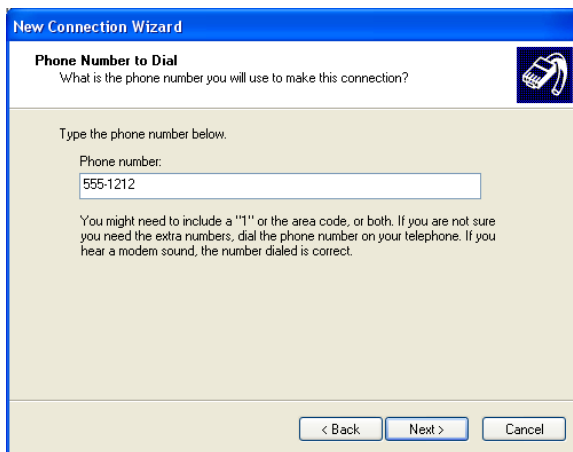 New Connection Wizard
Phone Number to Dial
What is the phone number you will use to make this connection?
Type the phone number below.
Phone number:
555-1212
You might need to include a "1" or the area code, or both. If you are not sure
you need the extra numbers, dial the phone number on your telephone. If you
hear a modem sound, the number dialed is correct.
< Back
Next >
Cancel